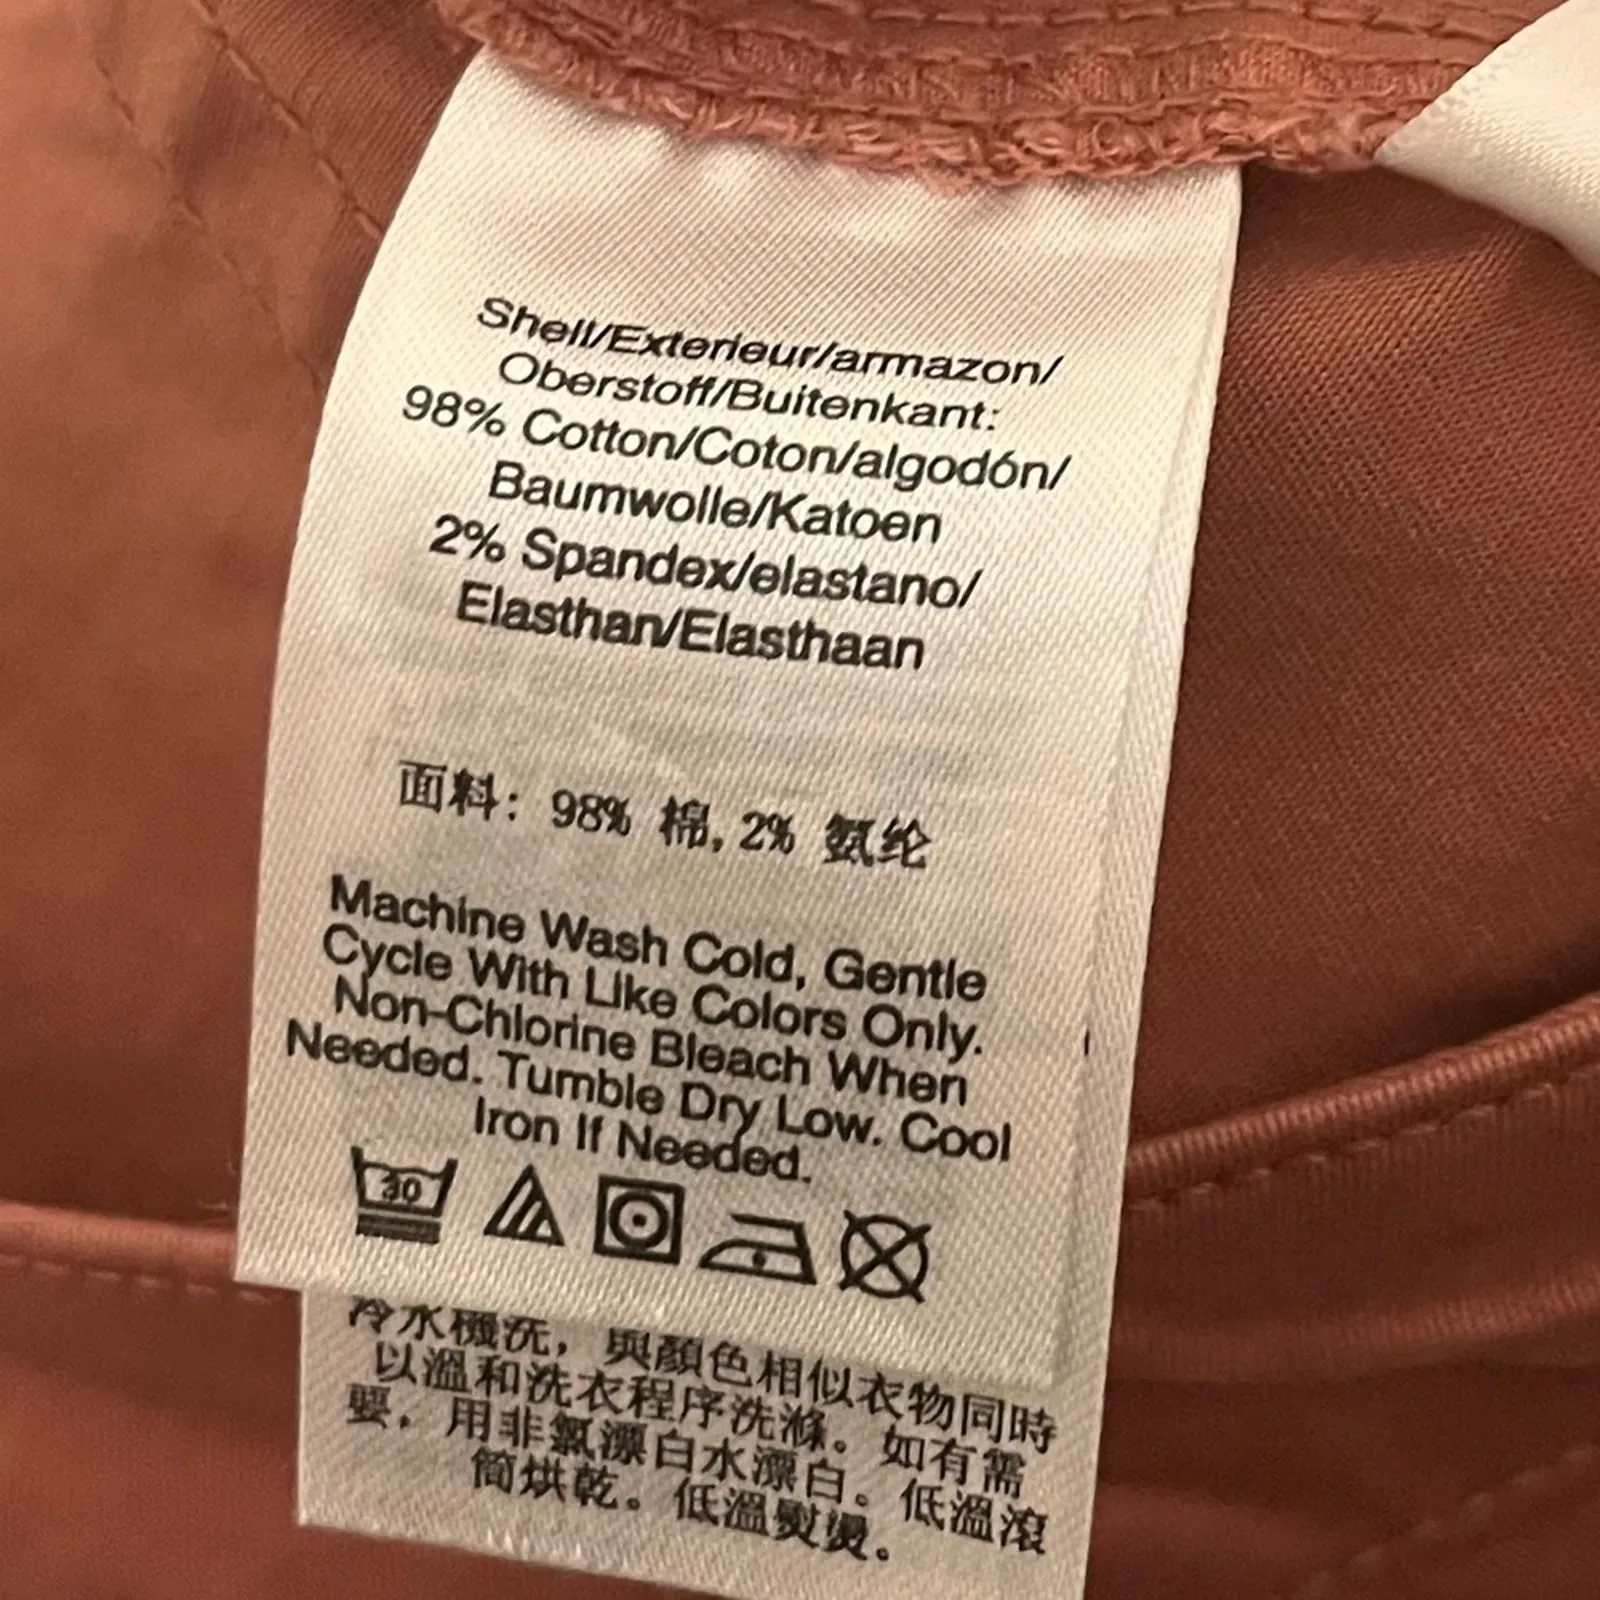 Shell/Exterieur/armazon/
Oberstoff/Buitenkant:
98% Cotton/Coton/algodón/
Baumwolle/Katoen
2% Spandex/elastano/
Elasthan/Elasthaan
面料: 98% 棉, 2% 氨纶
Machine Wash Cold, Gentle
Cycle With Like Colors Only.
Non-Chlorine Bleach When
Needed. Tumble Dry Low. Cool
Iron If Needed.
30
冷水機洗, 與顏色相似衣物同時
以溫和洗衣程序洗滌。如有需
要, 用非氯漂白水漂白。低溫滾
筒烘乾。低溫熨燙。